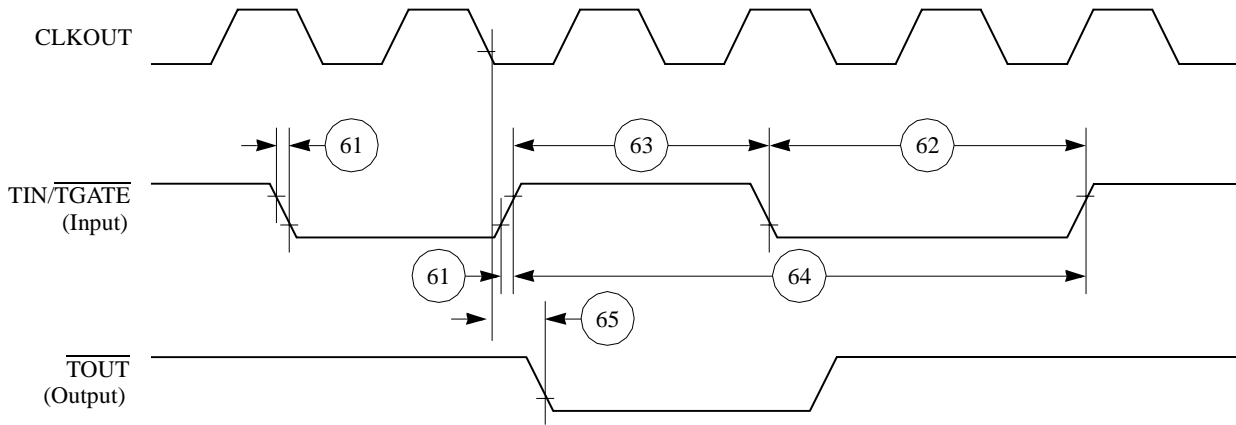 CLKOUT
61
63
62
TIN/TGATE
(Input)
61
64
65
TOUT
(Output)